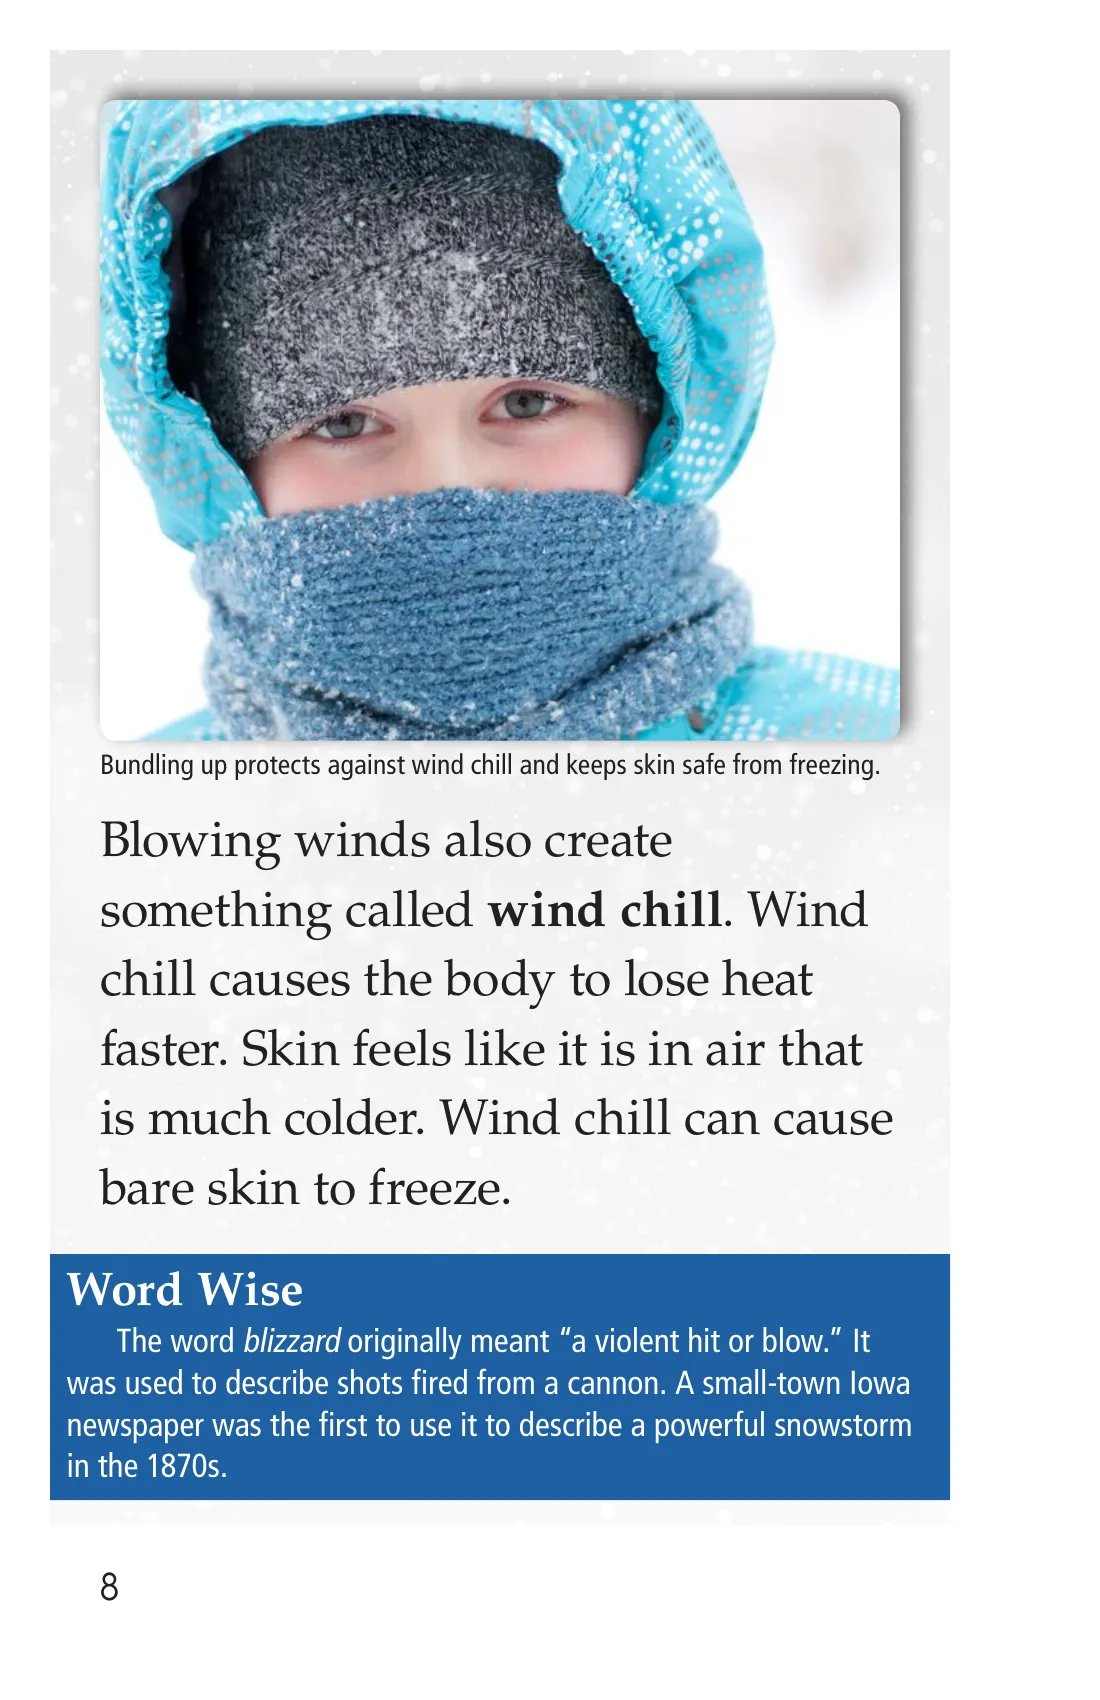 Bundling up protects against wind chill and keeps skin safe from freezing.
Blowing winds also create
something called wind chill. Wind
chill causes the body to lose heat
faster. Skin feels like it is in air that
is much colder. Wind chill can cause
bare skin to freeze.
Word Wise
The word blizzard originally meant “a violent hit or blow.” It
was used to describe shots fired from a cannon. A small-town Iowa
newspaper was the first to use it to describe a powerful snowstorm
in the 1870s.
8